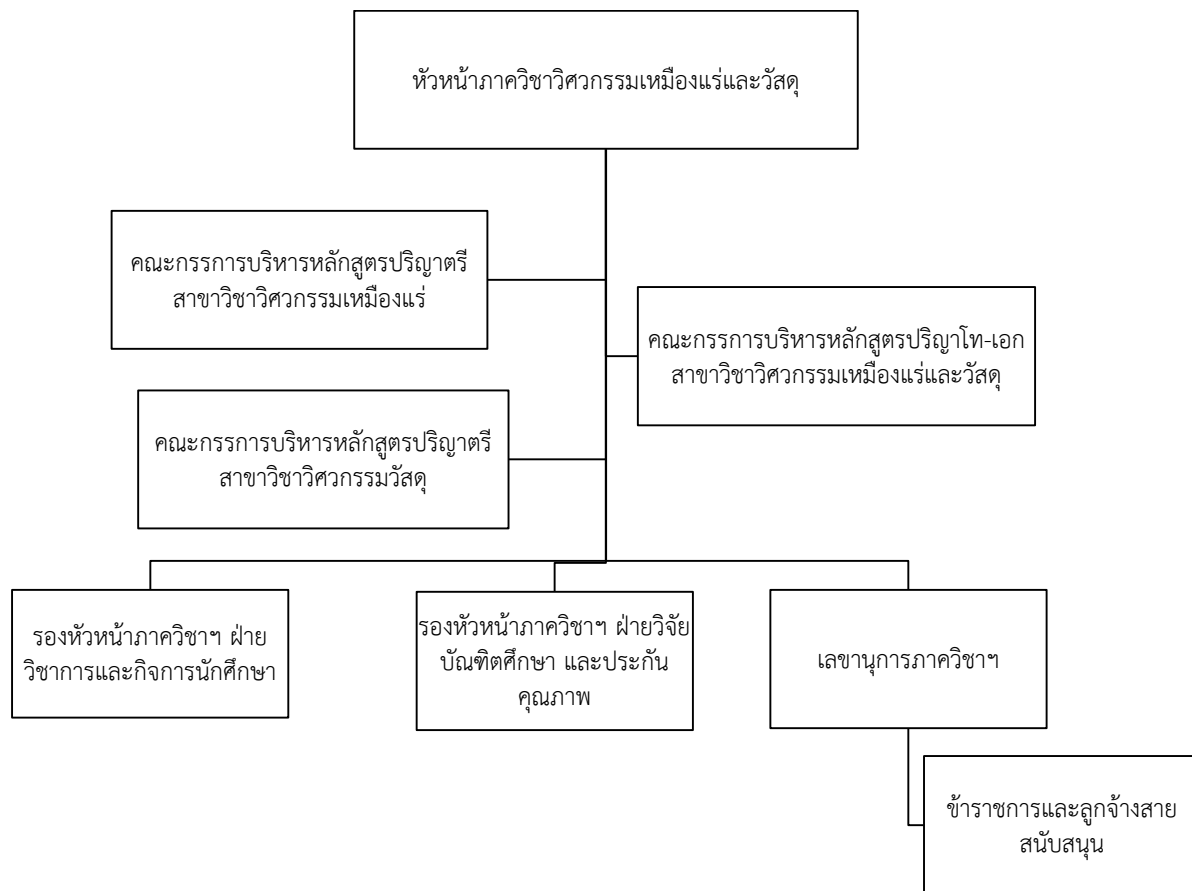 หัวหน้าภาควิชาวิศวกรรมเหมืองแร่และวัสดุ
คณะกรรการบริหารหลักสูตรปริญาตรี
สาขาวิชาวิศวกรรมเหมืองแร่
คณะกรรการบริหารหลักสูตรปริญาโท-เอก
สาขาวิชาวิศวกรรมเหมืองแร่และวัสดุ
คณะกรรการบริหารหลักสูตรปริญาตรี
สาขาวิชาวิศวกรรมวัสดุ
รองหัวหน้าภาควิชาฯ ฝ่าย
วิชาการและกิจการนักศึกษา
รองหัวหน้าภาควิชาฯ ฝ่ายวิจัย
บัณฑิตศึกษา และประกัน
คุณภาพ
เลขานุการภาควิชาฯ
ข้าราชการและลูกจ้างสาย
สนับสนุน